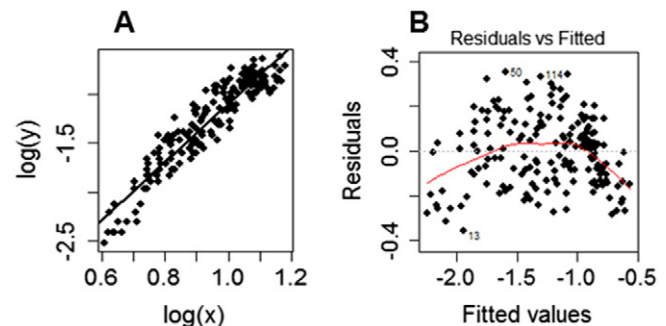 A
B
Residuals vs Fitted
log(y)
-1.5
-2.5
0.6 0.8 1.0 1.2
log(x)
Residuals
0.4
0.0
-0.4
50
114
13
-2.0 -1.5 -1.0 -0.5
Fitted values